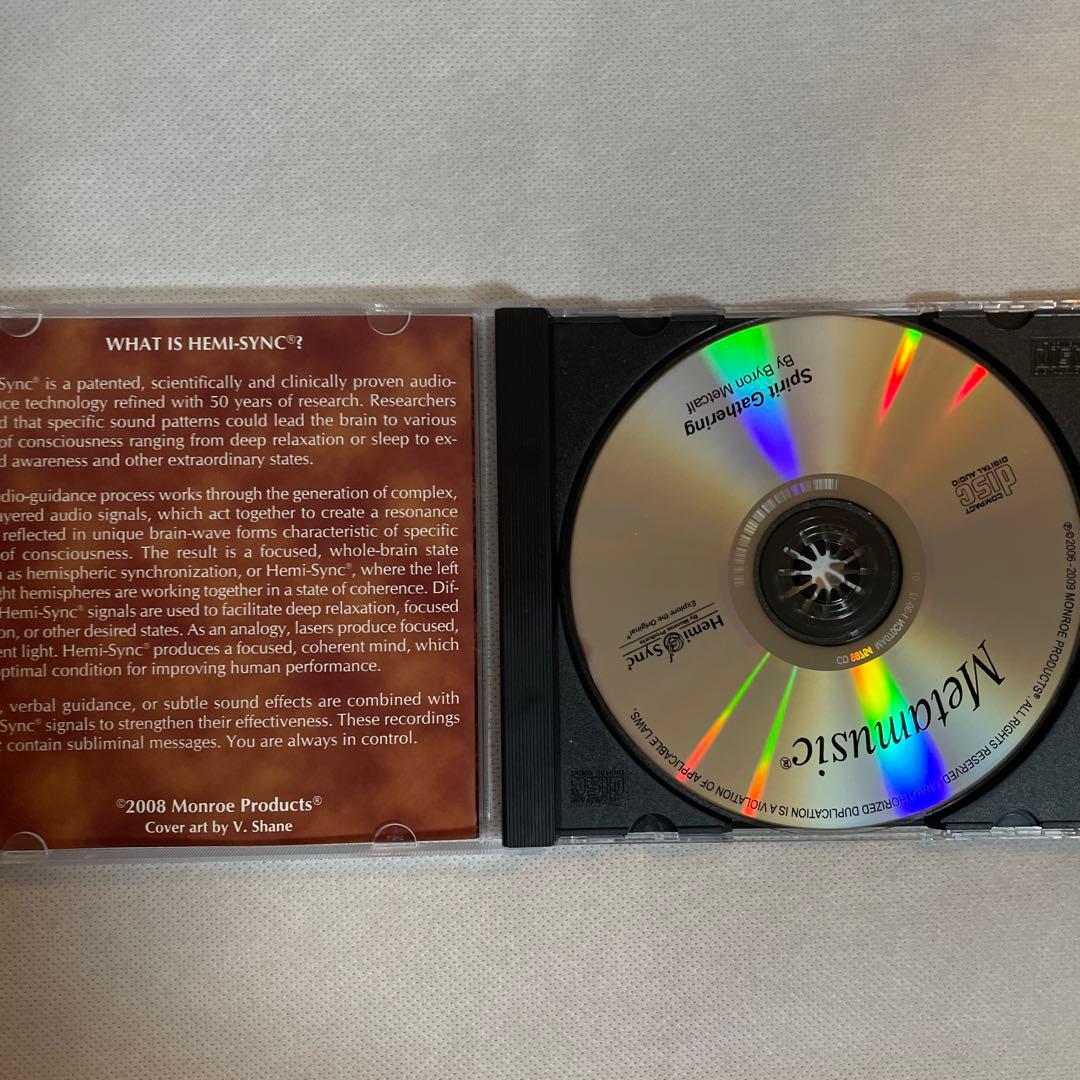 WHAT IS HEMI-SYNC®?
Sync® is a patented, scientifically and clinically proven audio-
nce technology refined with 50 years of research. Researchers
d that specific sound patterns could lead the brain to various
of consciousness ranging from deep relaxation or sleep to ex-
d awareness and other extraordinary states.
dio-guidance process works through the generation of complex,
ayered audio signals, which act together to create a resonance
reflected in unique brain-wave forms characteristic of specific
of consciousness. The result is a focused, whole-brain state
as hemispheric synchronization, or Hemi-Sync®, where the left
ght hemispheres are working together in a state of coherence. Dif-
Hemi-Sync® signals are used to facilitate deep relaxation, focused
on, or other desired states. As an analogy, lasers produce focused,
ent light. Hemi-Sync® produces a focused, coherent mind, which
optimal condition for improving human performance.
, verbal guidance, or subtle sound effects are combined with
Sync® signals to strengthen their effectiveness. These recordings
t contain subliminal messages. You are always in control.
©2008 Monroe Products®
Cover art by V. Shane
Metamusic®
Hemi Sync®
By Monroe Products
Explore the Original®
COMPACT
disc
DIGITAL AUDIO
Spirit Gathering
By Byron Metcalf
℗©2006-2009 MONROE PRODUCTS®. ALL RIGHTS RESERVED. UNAUTHORIZED DUPLICATION IS A VIOLATION OF APPLICABLE LAWS.